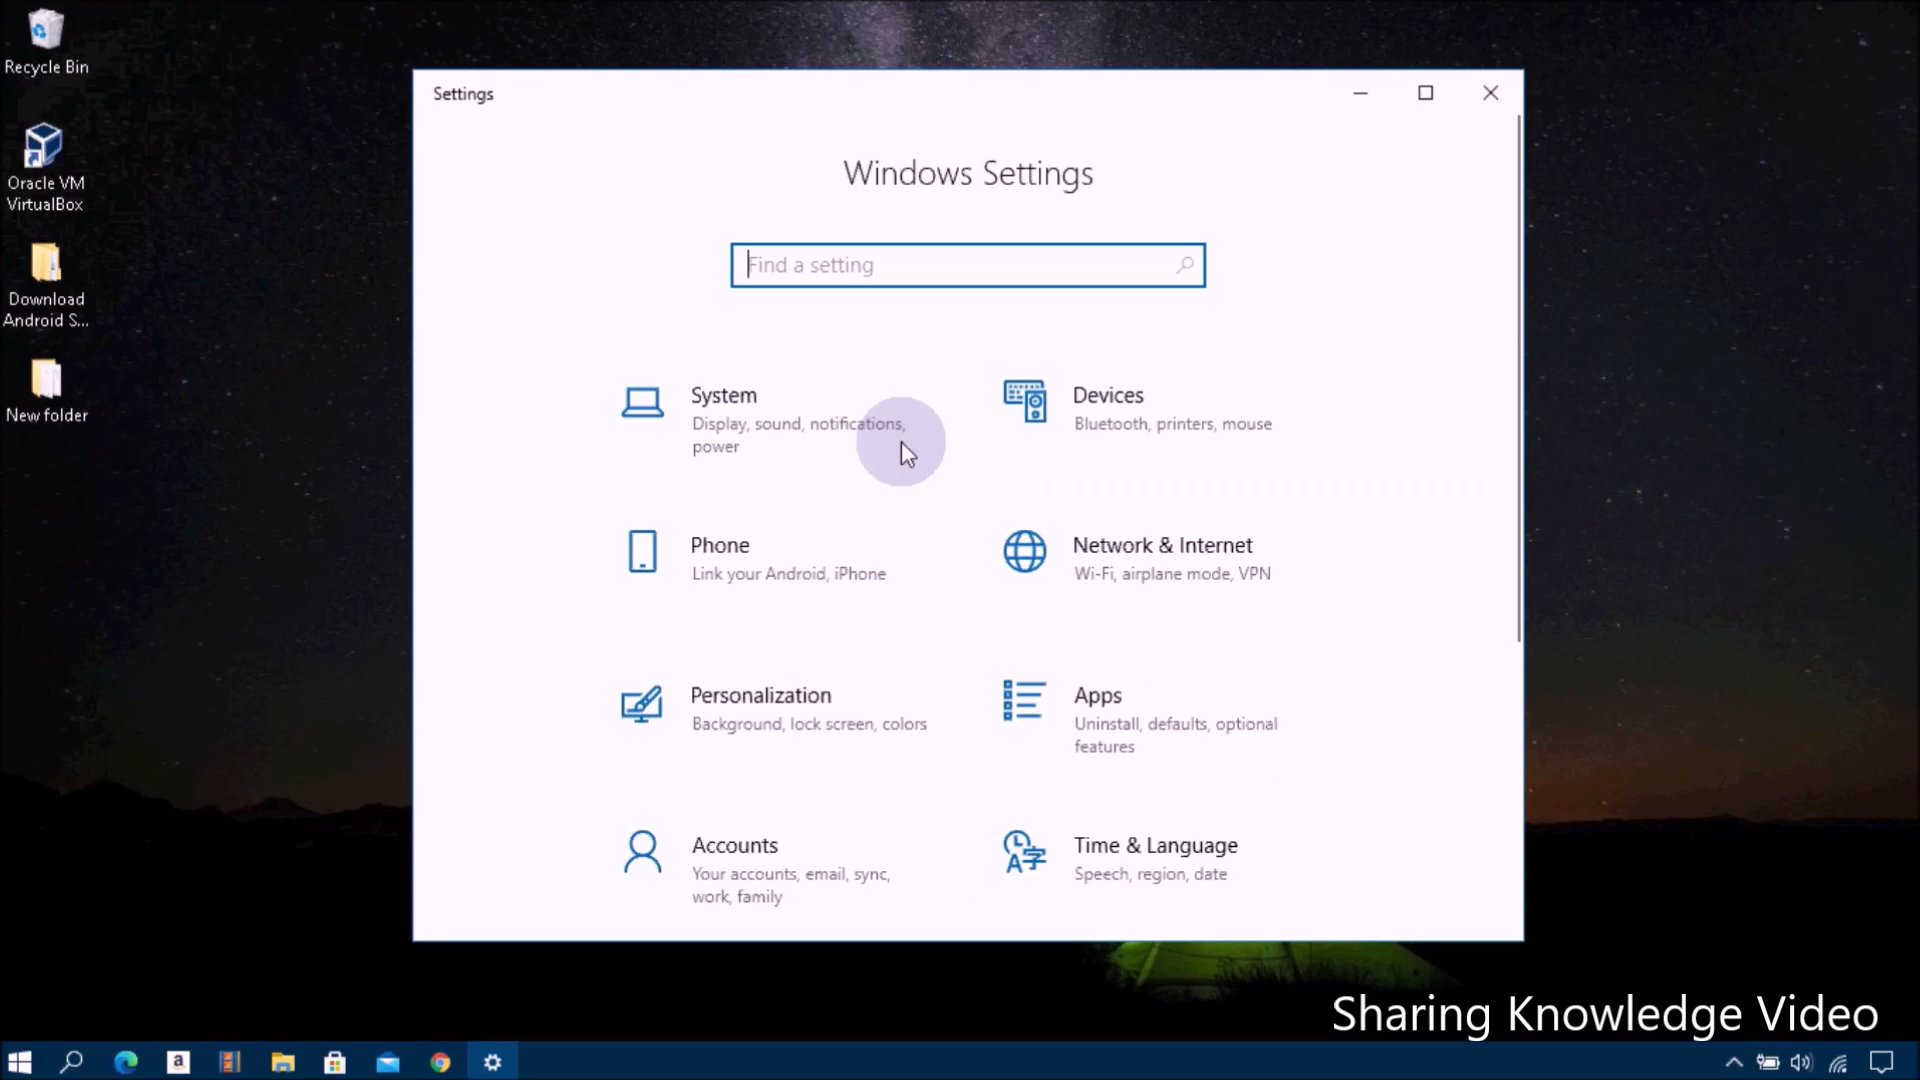 Recycle Bin
Oracle VM
VirtualBox
Download
Android S...
New folder
Settings
Windows Settings
Find a setting
System
Display, sound, notifications,
power
Devices
Bluetooth, printers, mouse
Phone
Link your Android, iPhone
Network & Internet
Wi-Fi, airplane mode, VPN
Personalization
Background, lock screen, colors
Apps
Uninstall, defaults, optional
features
Accounts
Your accounts, email, sync,
work, family
Time & Language
Speech, region, date
Sharing Knowledge Video